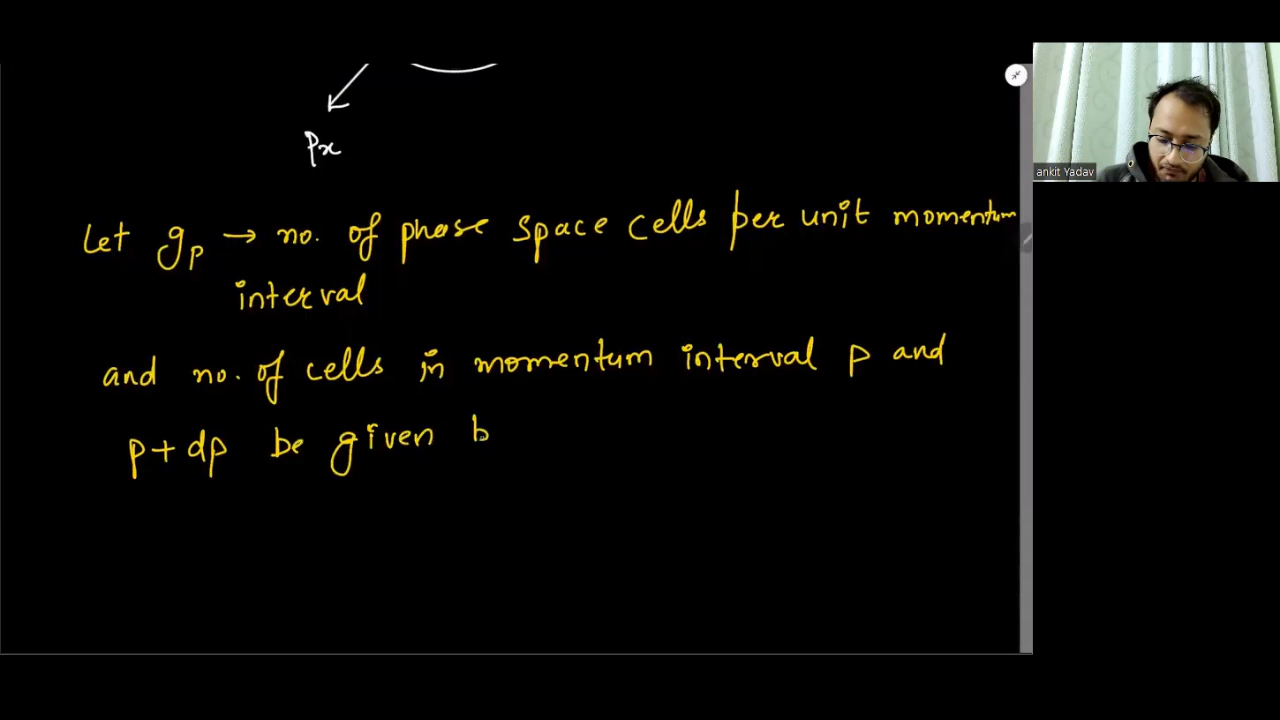 Px
Let gp → no. of phase space cells per unit momentum
interval
and no. of cells in momentum interval p and
p + dp be given b
ankit Yadav